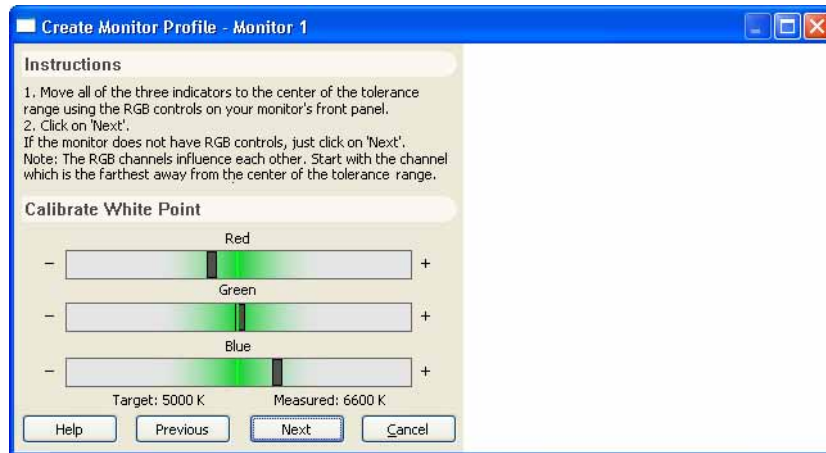 Create Monitor Profile - Monitor 1
Instructions
1. Move all of the three indicators to the center of the tolerance
range using the RGB controls on your monitor's front panel.
2. Click on 'Next'.
If the monitor does not have RGB controls, just click on 'Next'.
Note: The RGB channels influence each other. Start with the channel
which is the farthest away from the center of the tolerance range.
Calibrate White Point
Red
− +
Green
− +
Blue
− +
Target: 5000 K Measured: 6600 K
Help Previous Next Cancel